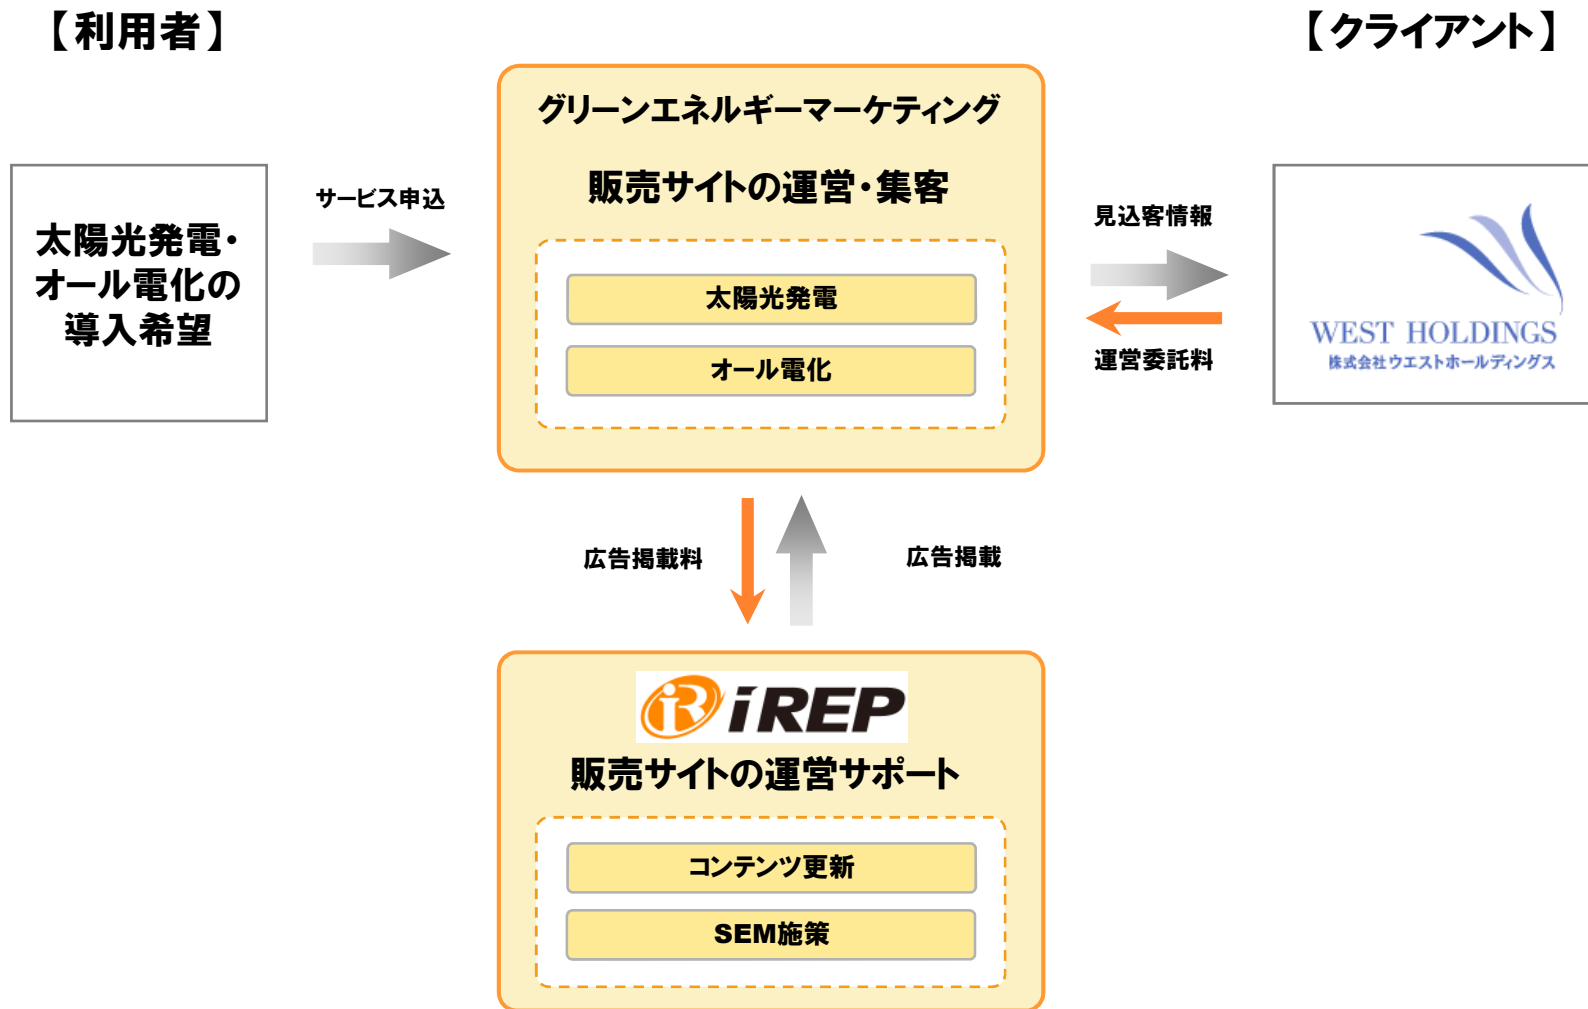 【利用者】
【クライアント】
グリーンエネルギーマーケティング
販売サイトの運営・集客
太陽光発電
オール電化
太陽光発電・
オール電化の
導入希望
サービス申込
見込客情報
運営委託料
WEST HOLDINGS
株式会社ウエストホールディングス
広告掲載料
広告掲載
iREP
販売サイトの運営サポート
コンテンツ更新
SEM施策